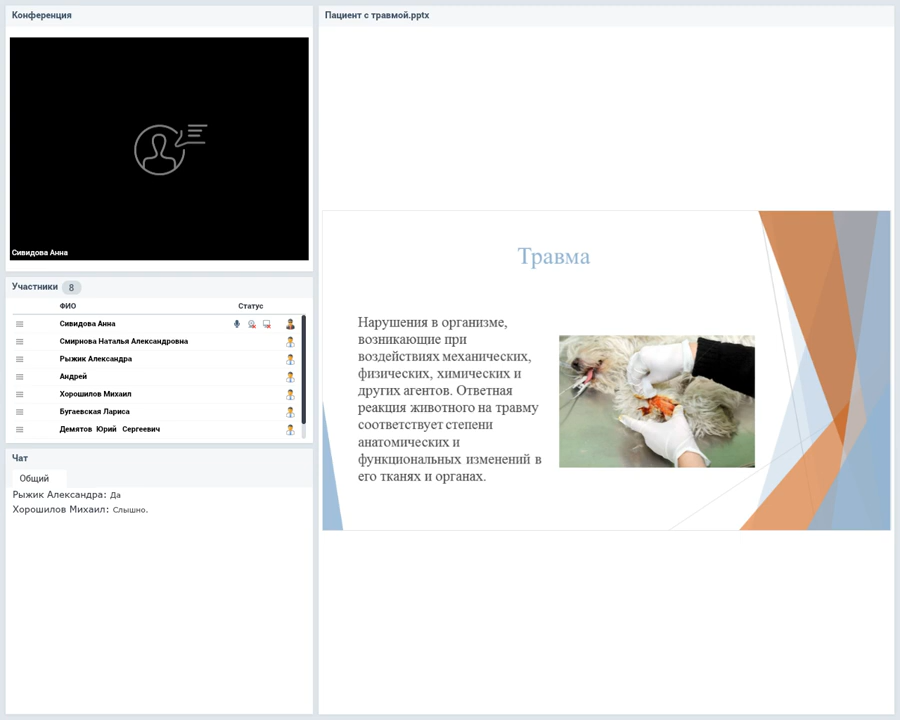 Конференция
Сивидова Анна
Участники 8
ФИО Статус
Сивидова Анна
Смирнова Наталья Александровна
Рыжик Александра
Андрей
Хорошилов Михаил
Бугаевская Лариса
Демятов Юрий Сергеевич
Чат
Общий
Рыжик Александра: Да
Хорошилов Михаил: Слышно.
Пациент с травмой.pptx
Травма
Нарушения в организме,
возникающие при
воздействиях механических,
физических, химических и
других агентов. Ответная
реакция животного на травму
соответствует степени
анатомических и
функциональных изменений в
его тканях и органах.